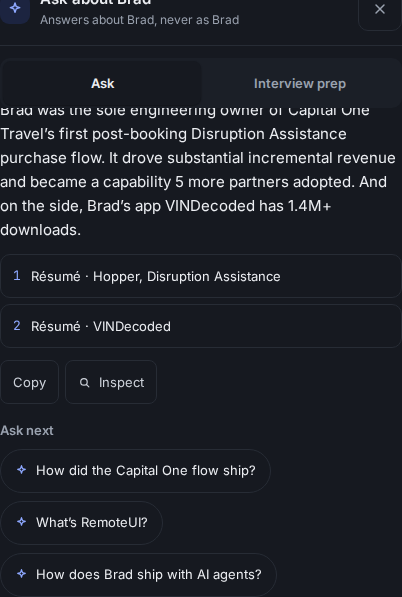 Ask about Brad
Answers about Brad, never as Brad
Ask
Interview prep
Brad was the sole engineering owner of Capital One
Travel’s first post-booking Disruption Assistance
purchase flow. It drove substantial incremental revenue
and became a capability 5 more partners adopted. And
on the side, Brad’s app VINDecoded has 1.4M+
downloads.
1 Résumé · Hopper, Disruption Assistance
2 Résumé · VINDecoded
Copy
Inspect
Ask next
How did the Capital One flow ship?
What’s RemoteUI?
How does Brad ship with AI agents?